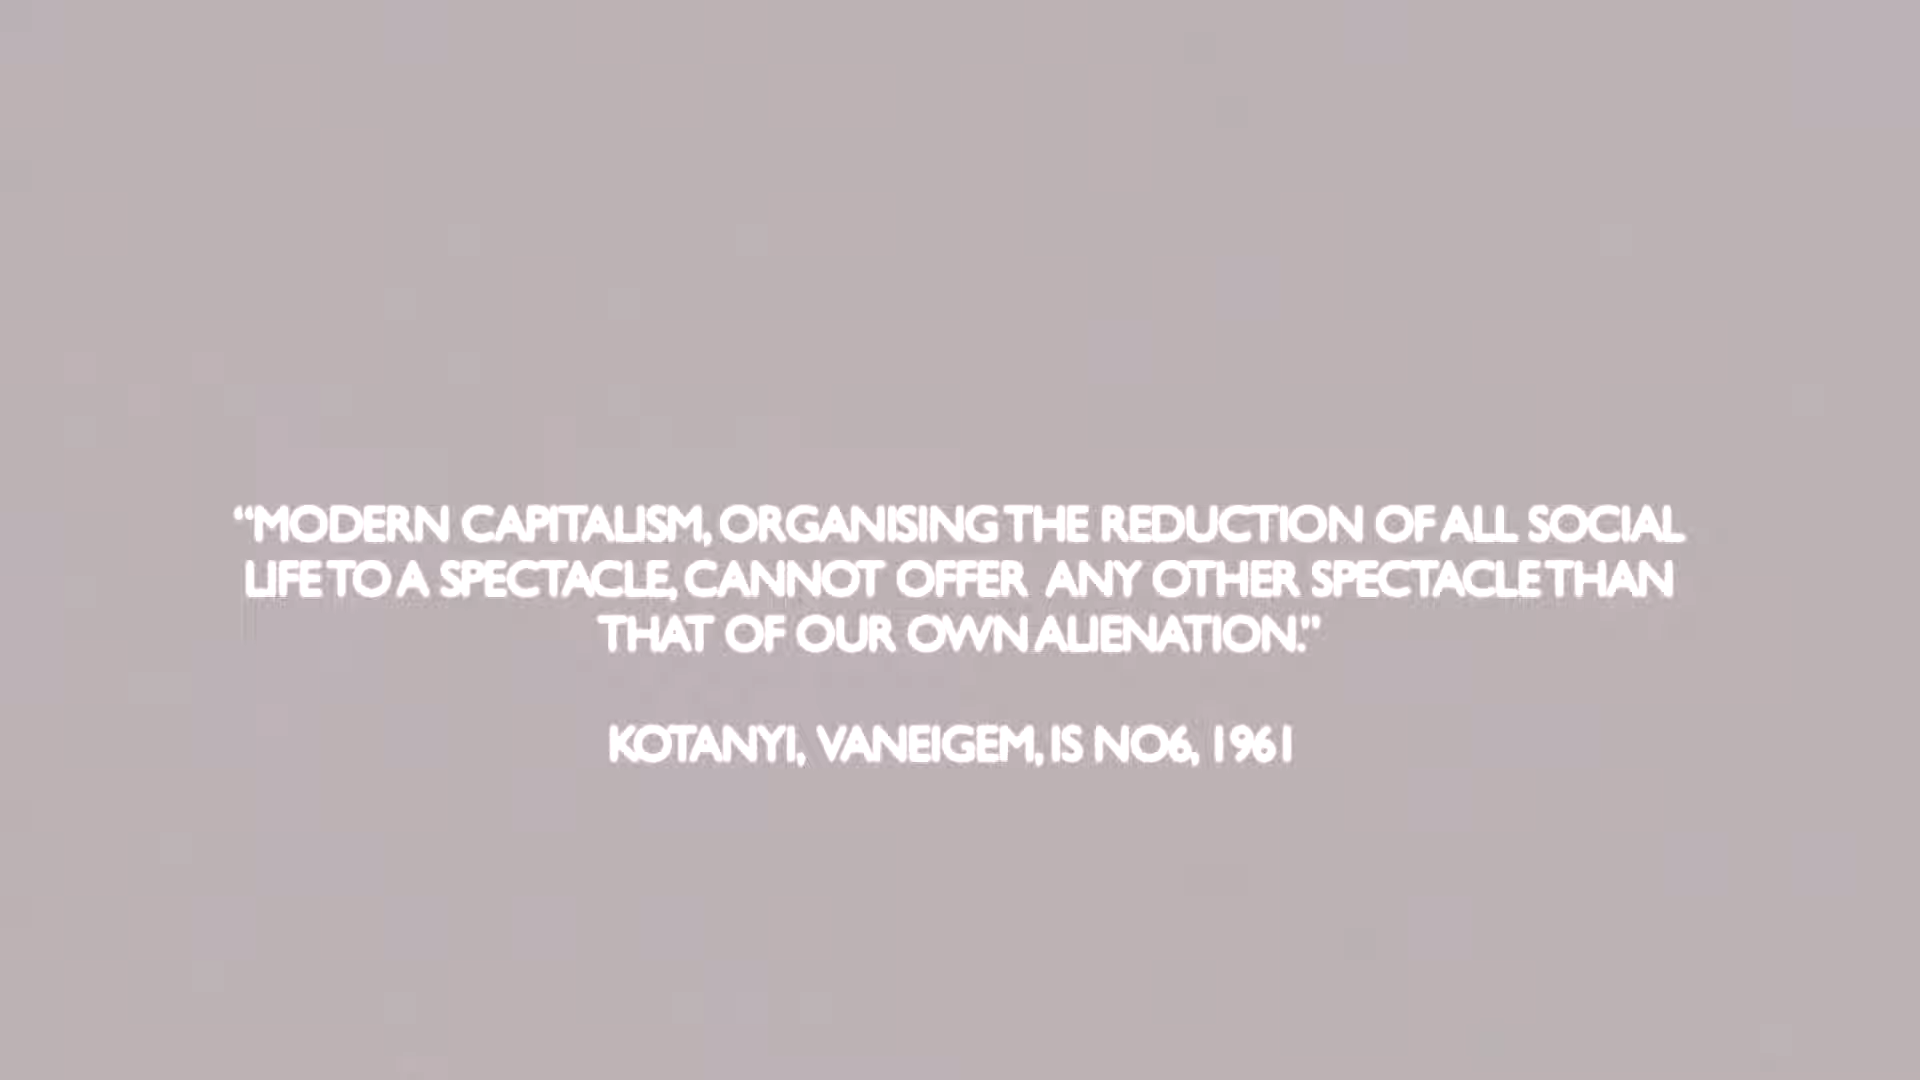 “MODERN CAPITALISM, ORGANISING THE REDUCTION OF ALL SOCIAL
LIFE TO A SPECTACLE, CANNOT OFFER ANY OTHER SPECTACLE THAN
THAT OF OUR OWN ALIENATION.”
KOTANYI, VANEIGEM, IS NO6, 1961